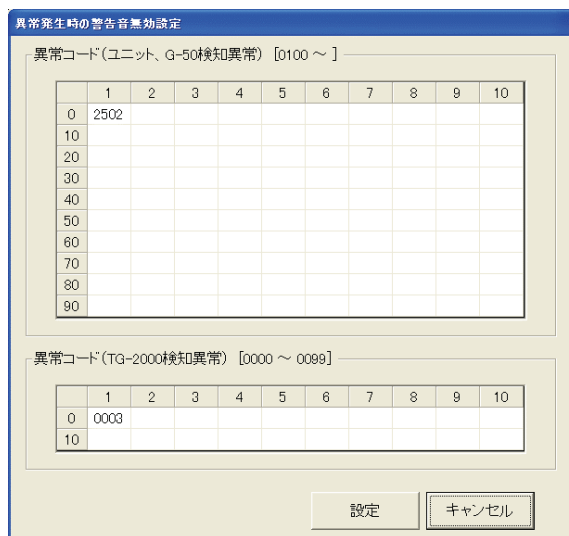 異常発生時の警告音無効設定
異常コード（ユニット、G-50検知異常） [0100 ～ ]
1 2 3 4 5 6 7 8 9 10
0 2502
10
20
30
40
50
60
70
80
90
異常コード（TG-2000検知異常） [0000 ～ 0099]
1 2 3 4 5 6 7 8 9 10
0 0003
10
設定 キャンセル